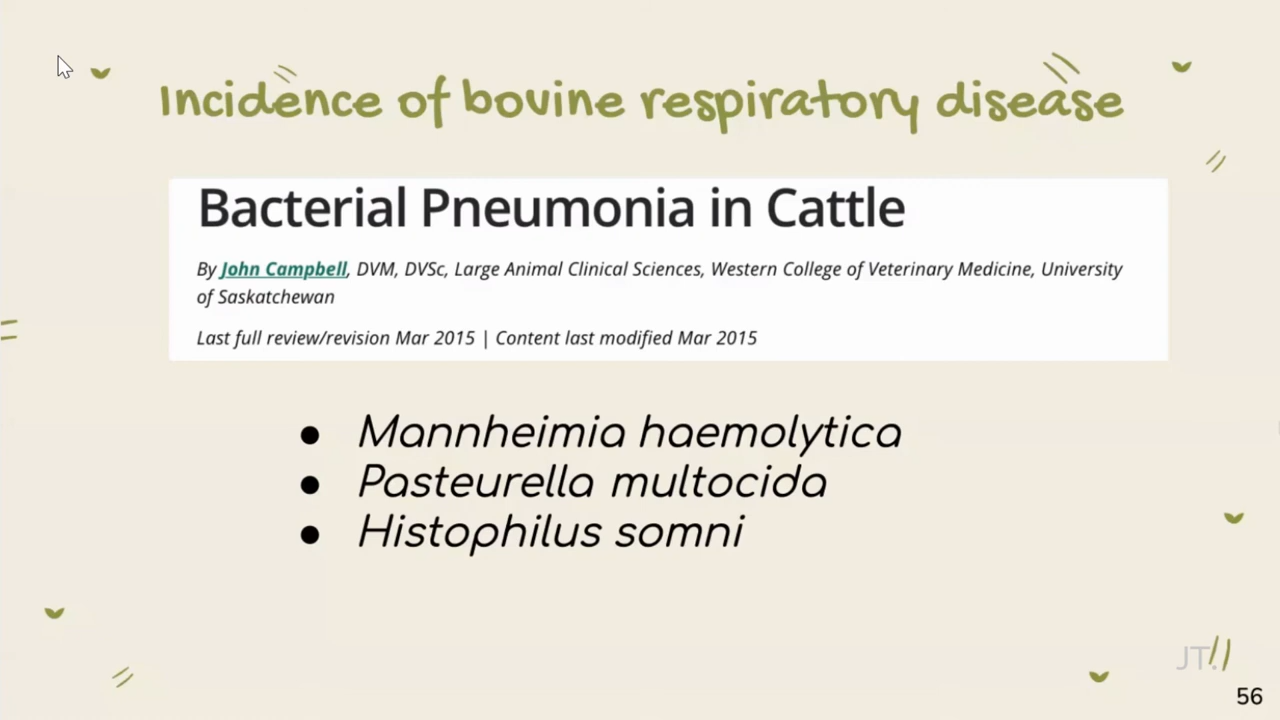 Incidence of bovine respiratory disease
Bacterial Pneumonia in Cattle
By John Campbell, DVM, DVSc, Large Animal Clinical Sciences, Western College of Veterinary Medicine, University
of Saskatchewan
Last full review/revision Mar 2015 | Content last modified Mar 2015
● Mannheimia haemolytica
● Pasteurella multocida
● Histophilus somni
JT.
56